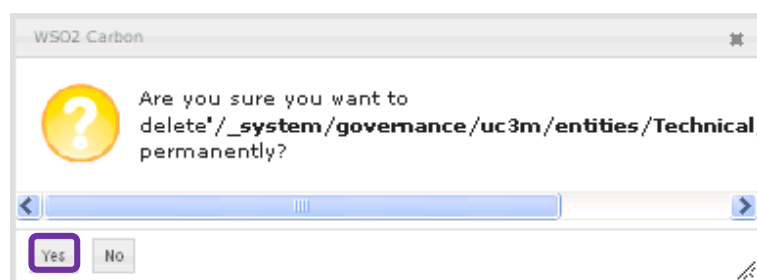 WSO2 Carbon
Are you sure you want to
delete'/_system/governance/uc3m/entities/Technical
permanently?
Yes No